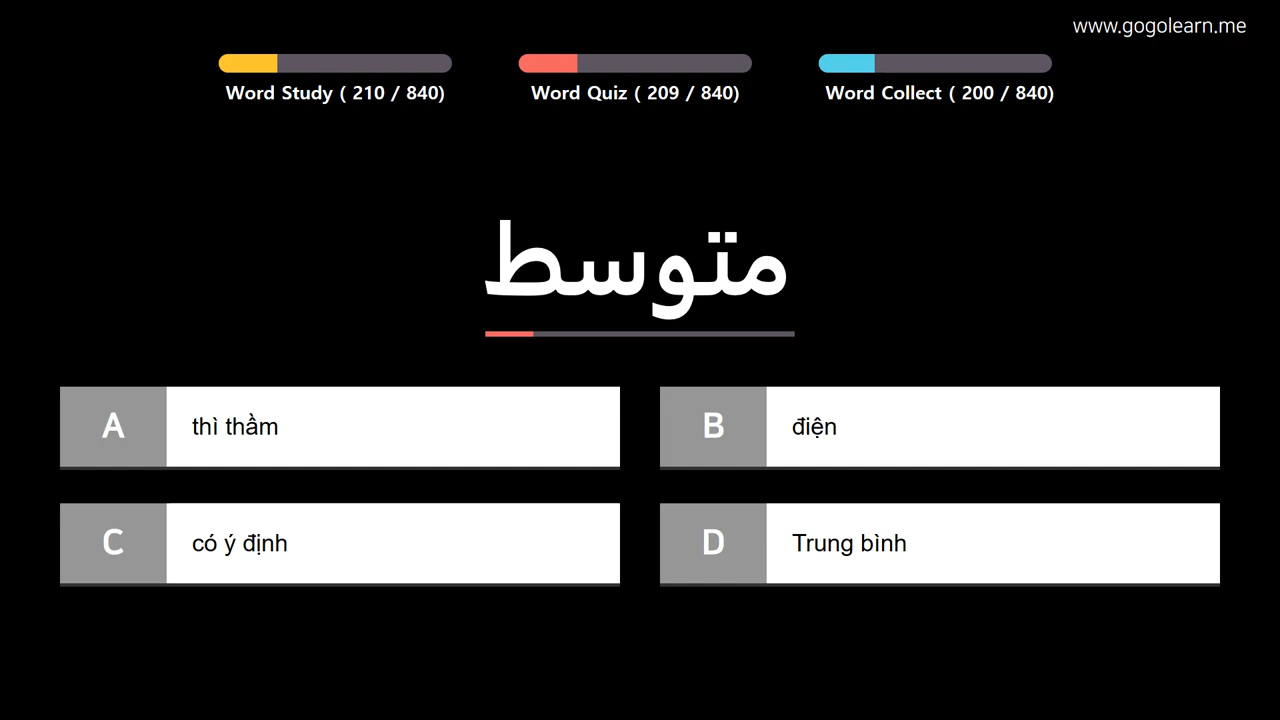 www.gogolearn.me
Word Study ( 210 / 840)
Word Quiz ( 209 / 840)
Word Collect ( 200 / 840)
متوسط
A thì thầm
B điện
C có ý định
D Trung bình